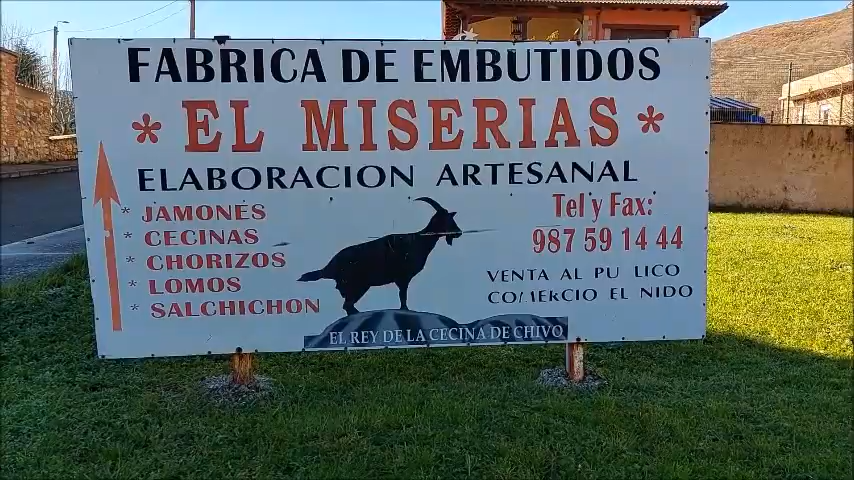 FABRICA DE EMBUTIDOS
* EL MISERIAS *
ELABORACION ARTESANAL
* JAMONES
* CECINAS
* CHORIZOS
* LOMOS
* SALCHICHON
Tel y Fax:
987 59 14 44
VENTA AL PU LICO
COMERCIO EL NIDO
EL REY DE LA CECINA DE CHIVO